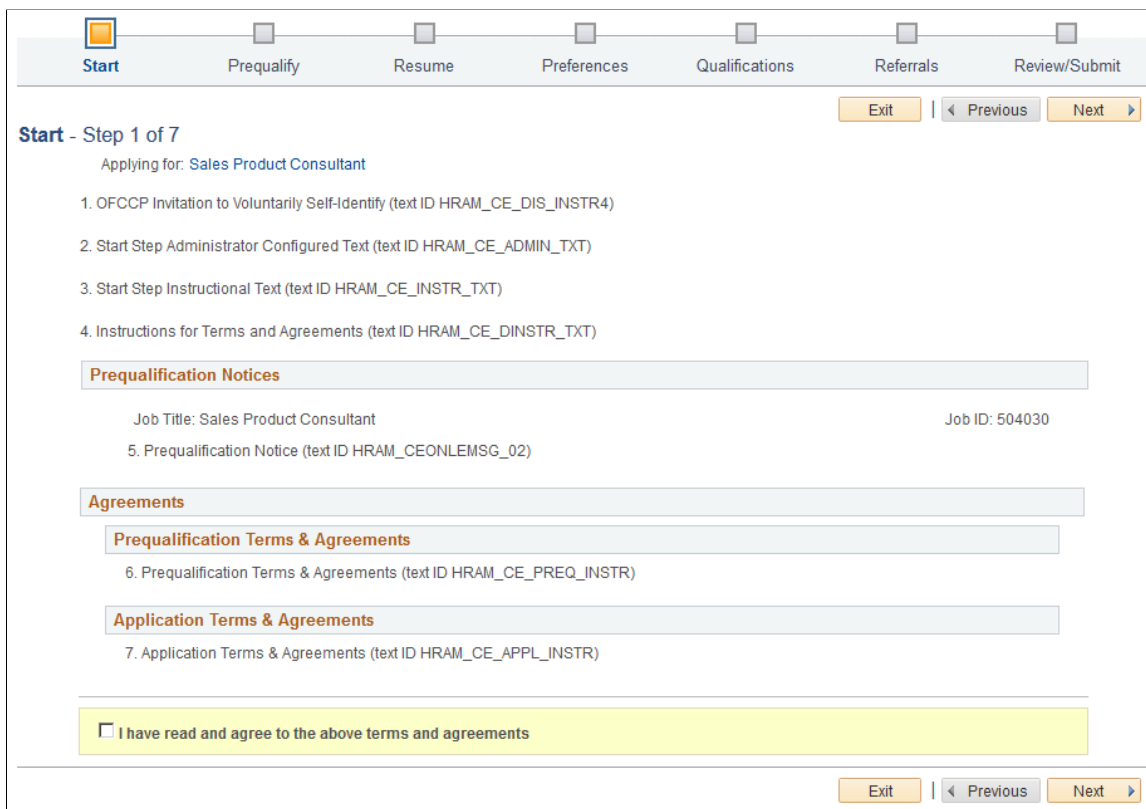 Start Prequalify Resume Preferences Qualifications Referrals Review/Submit
Exit | Previous Next
Start - Step 1 of 7
Applying for: Sales Product Consultant
1. OFCCP Invitation to Voluntarily Self-Identify (text ID HRAM_CE_DIS_INSTR4)
2. Start Step Administrator Configured Text (text ID HRAM_CE_ADMIN_TXT)
3. Start Step Instructional Text (text ID HRAM_CE_INSTR_TXT)
4. Instructions for Terms and Agreements (text ID HRAM_CE_DINSTR_TXT)
Prequalification Notices
Job Title: Sales Product Consultant Job ID: 504030
5. Prequalification Notice (text ID HRAM_CEONLEMSG_02)
Agreements
Prequalification Terms & Agreements
6. Prequalification Terms & Agreements (text ID HRAM_CE_PREQ_INSTR)
Application Terms & Agreements
7. Application Terms & Agreements (text ID HRAM_CE_APPL_INSTR)
I have read and agree to the above terms and agreements
Exit | Previous Next